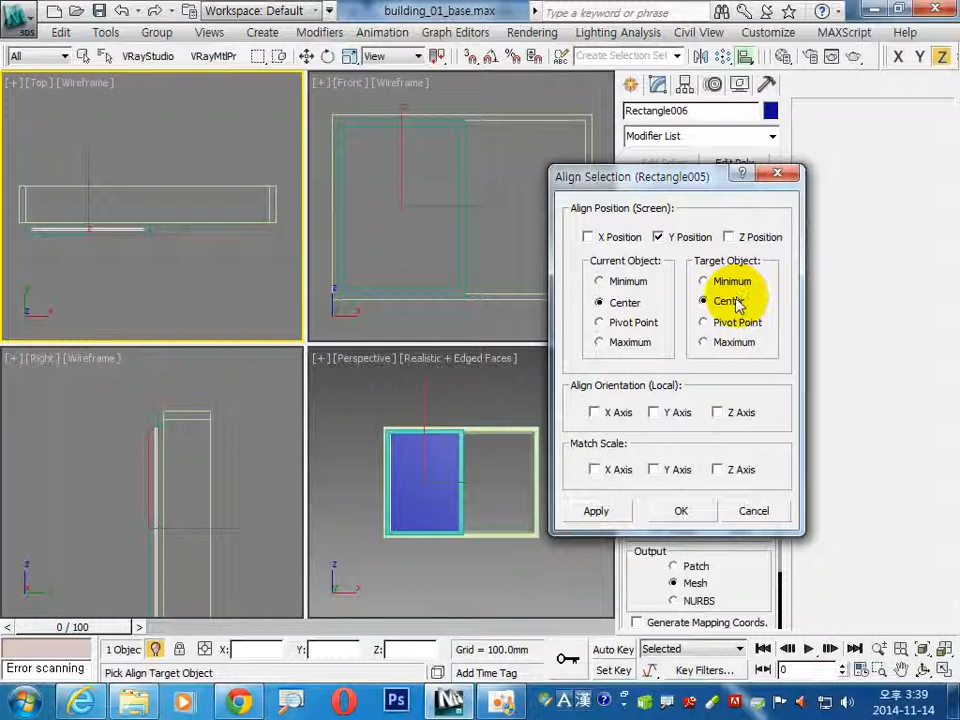 3DS
Workspace: Default
building_01_base.max
Type a keyword or phrase
Edit
Tools
Group
Views
Create
Modifiers
Animation
Graph Editors
Rendering
Lighting Analysis
Civil View
Customize
MAXScript
Help
All
VRayStudio
VRayMtlPr
View
Create Selection Sel
X
Y
Z
[+] [Top] [Wireframe]
[+] [Front] [Wireframe]
Rectangle006
Modifier List
Align Selection (Rectangle005)
Align Position (Screen):
X Position
Y Position
Z Position
Current Object:
Target Object:
Minimum
Minimum
Center
Pivot Point
Pivot Point
Maximum
Maximum
[+] [Right] [Wireframe]
[+] [Perspective] [Realistic + Edged Faces]
Align Orientation (Local):
X Axis
Y Axis
Z Axis
Match Scale:
X Axis
Y Axis
Z Axis
Apply
OK
Cancel
Output
Patch
Mesh
NURBS
Generate Mapping Coords.
0 / 100
1 Objec
X:
Y:
Z:
Grid = 100.0mm
Auto Key
Selected
Error scanning
Pick Align Target Object
Add Time Tag
Set Key
Key Filters...
0
Ps
A 漢
오후 3:39
2014-11-14